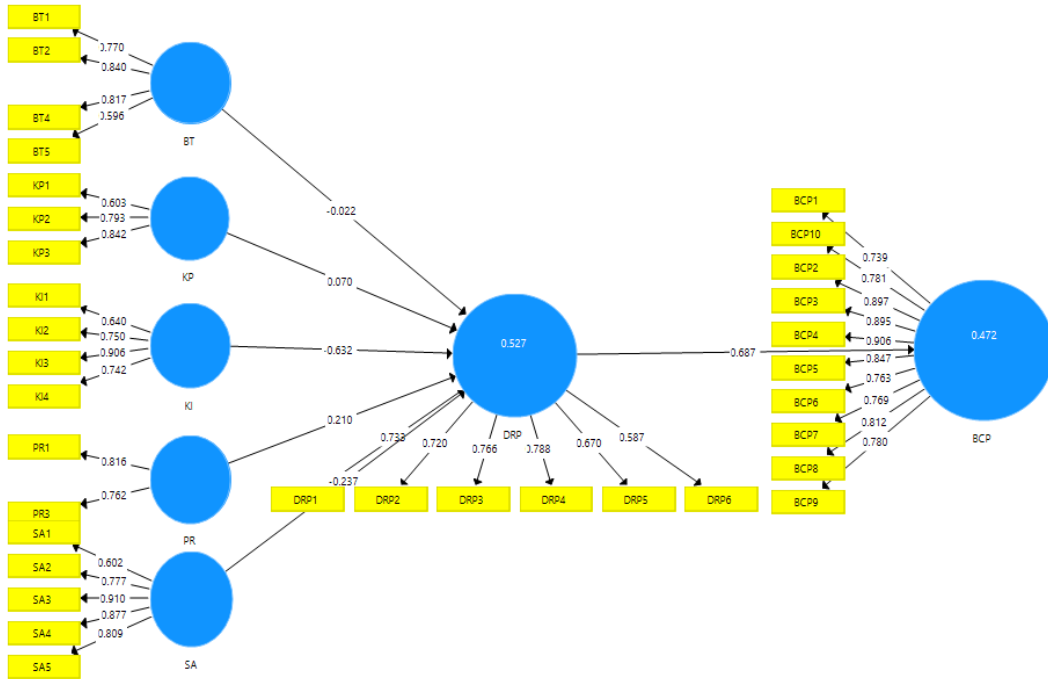 BT1
BT2
BT4
BT5
0.770
0.840
0.817
0.596
BT
KP1
KP2
KP3
0.603
0.793
0.842
KP
KI1
KI2
KI3
KI4
0.640
0.750
0.906
0.742
KI
PR1
PR3
0.816
0.762
PR
SA1
SA2
SA3
SA4
SA5
0.602
0.777
0.910
0.877
0.809
SA
-0.022
0.070
-0.632
0.210
-0.237
0.527
DRP
0.733
0.720
0.766
0.788
0.670
0.587
DRP1
DRP2
DRP3
DRP4
DRP5
DRP6
0.687
BCP1
BCP10
BCP2
BCP3
BCP4
BCP5
BCP6
BCP7
BCP8
BCP9
0.739
0.781
0.897
0.895
0.906
0.847
0.763
0.769
0.812
0.780
0.472
BCP